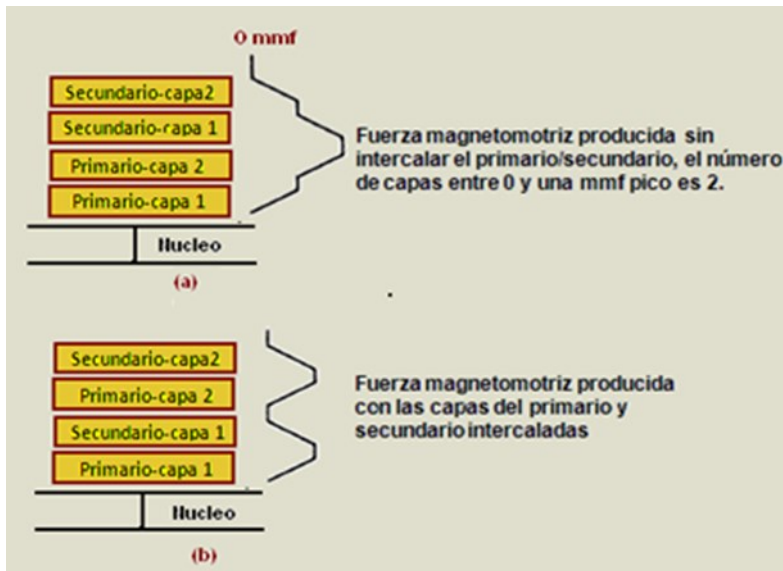 0 mmf
Secundario-capa2
Secundario-capa 1
Primario-capa 2
Primario-capa 1
Fuerza magnetomotriz producida sin
intercalar el primario/secundario, el número
de capas entre 0 y una mmf pico es 2.
Nucleo
(a)
Secundario-capa2
Primario-capa 2
Secundario-capa 1
Primario-capa 1
Fuerza magnetomotriz producida
con las capas del primario y
secundario intercaladas
Nucleo
(b)